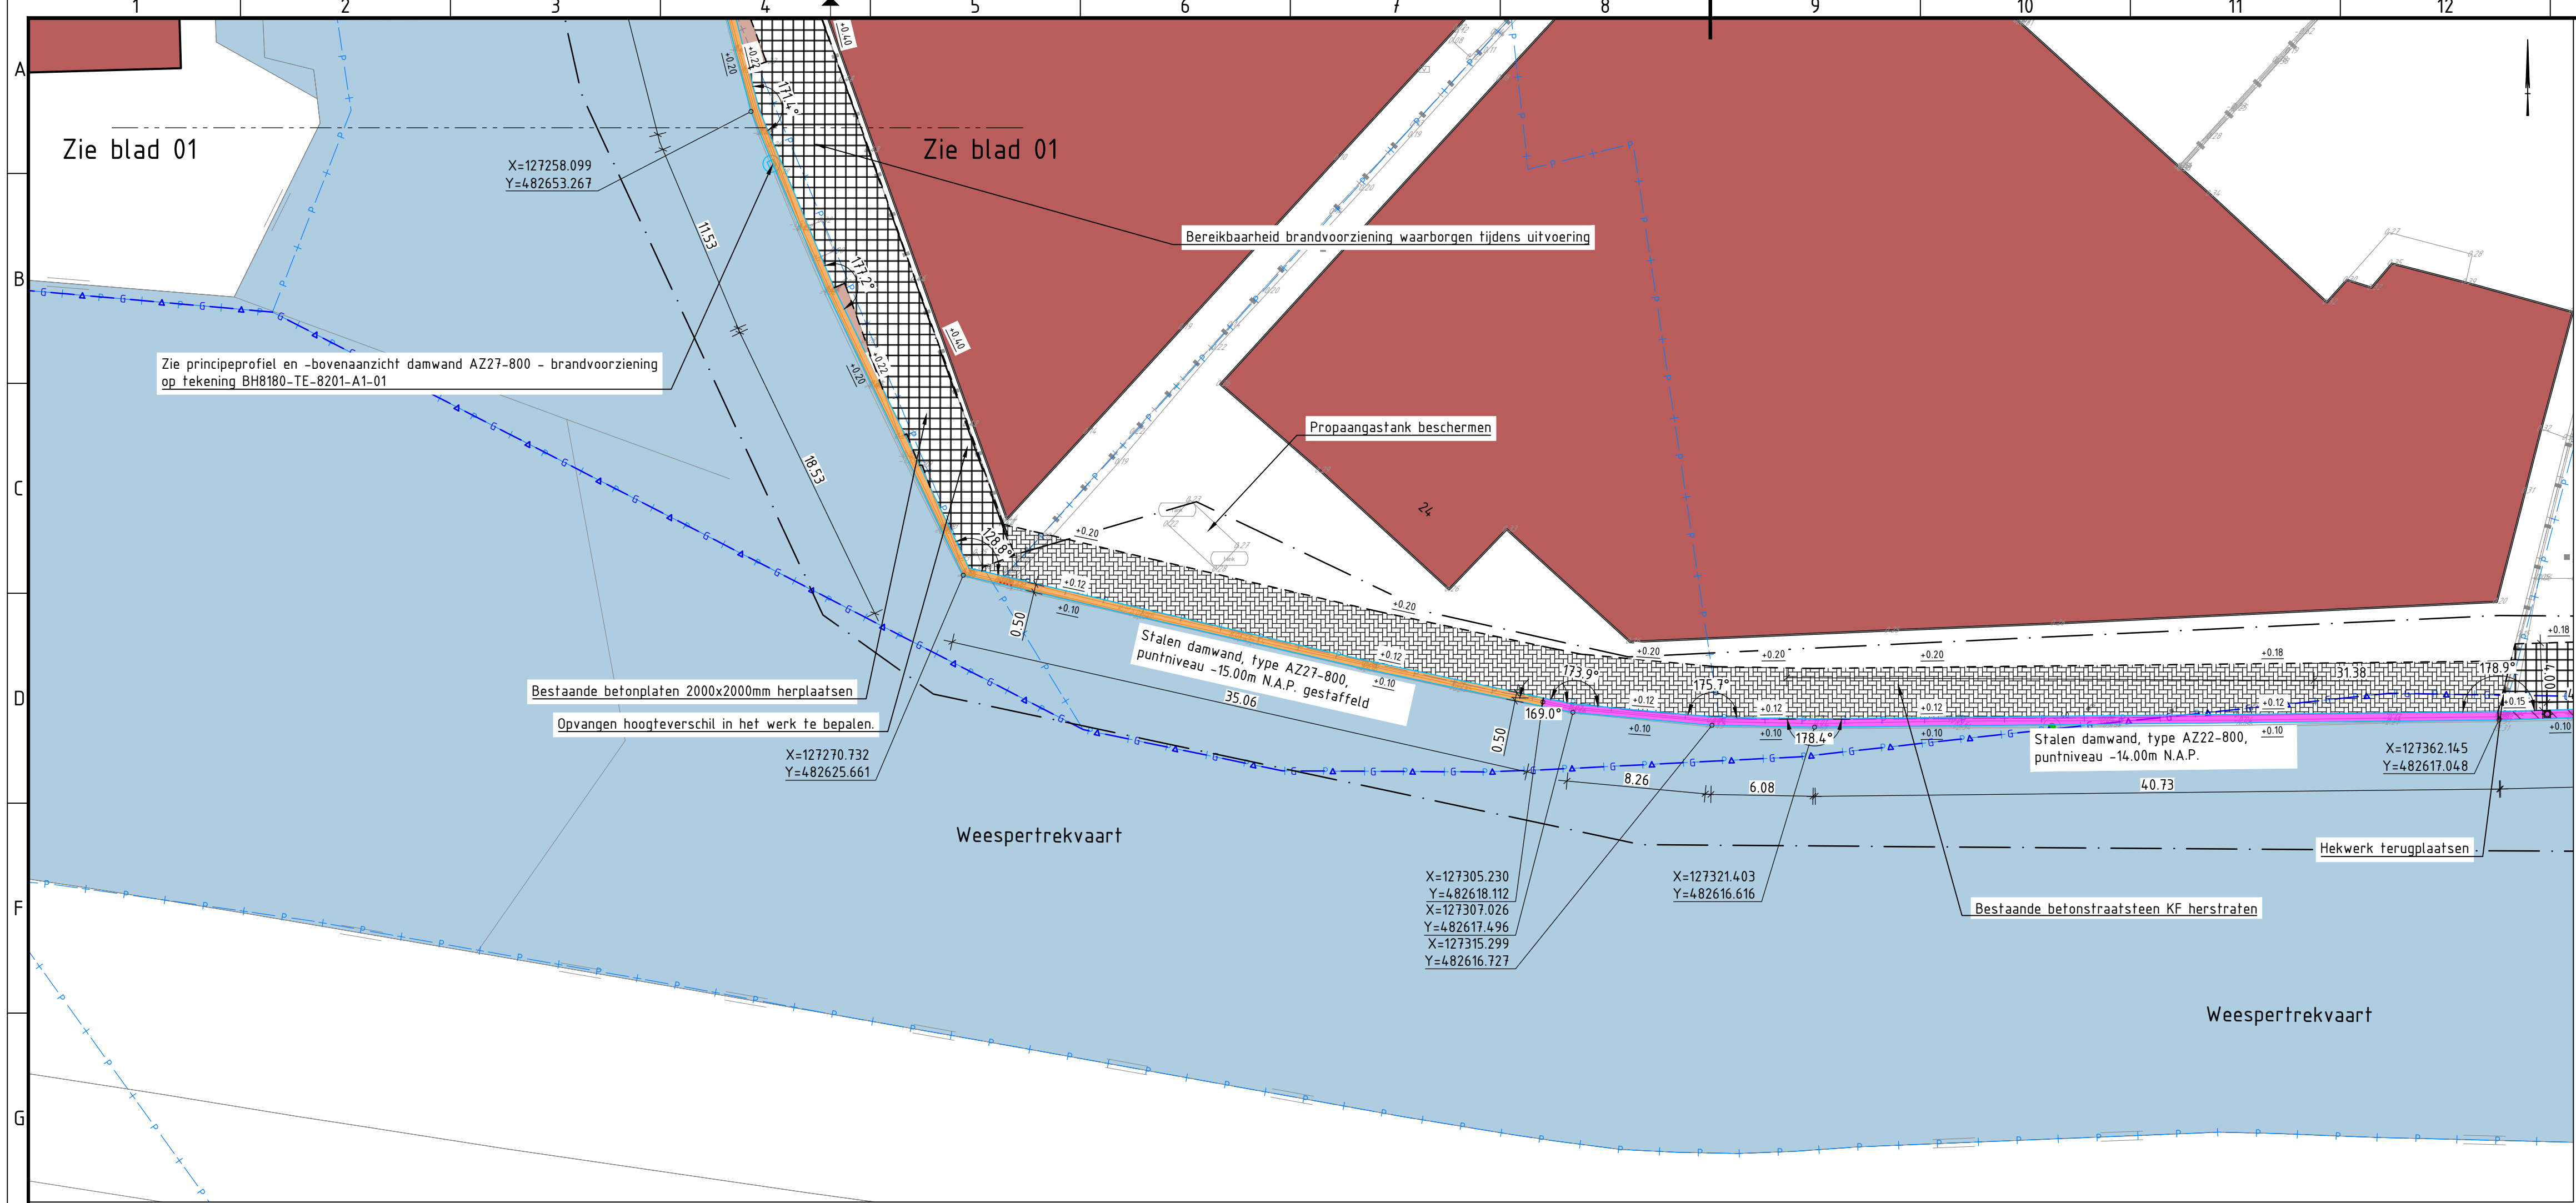 1 2 3 4 5 6 7 8 9 10 11 12
A
B
C
D
F
G
Zie blad 01
Zie blad 01
+0.40
+0.22
+0.20
171.4°
X=127258.099
Y=482653.267
11.53
Bereikbaarheid brandvoorziening waarborgen tijdens uitvoering
177.2°
+0.40
+0.22
+0.20
Zie principeprofiel en -bovenaanzicht damwand AZ27-800 - brandvoorziening
op tekening BH8180-TE-8201-A1-01
18.53
Propaangastank beschermen
24
128.8°
+0.20
+0.12
+0.10
0.50
+0.20
Stalen damwand, type AZ27-800,
puntniveau -15.00m N.A.P. gestaffeld
+0.12
+0.10
35.06
Bestaande betonplaten 2000x2000mm herplaatsen
Opvangen hoogteverschil in het werk te bepalen.
X=127270.732
Y=482625.661
0.50
169.0°
173.9°
175.7°
178.4°
178.9°
+0.20
+0.20
+0.20
+0.18
+0.18
+0.12
+0.12
+0.12
+0.12
+0.15
+0.10
+0.10
+0.10
+0.10
+0.10
31.38
4.00
Stalen damwand, type AZ22-800,
puntniveau -14.00m N.A.P.
X=127362.145
Y=482617.048
8.26
6.08
40.73
Weespertrekvaart
Hekwerk terugplaatsen
X=127305.230
Y=482618.112
X=127307.026
Y=482617.496
X=127315.299
Y=482616.727
X=127321.403
Y=482616.616
Bestaande betonstraatsteen KF herstraten
Weespertrekvaart